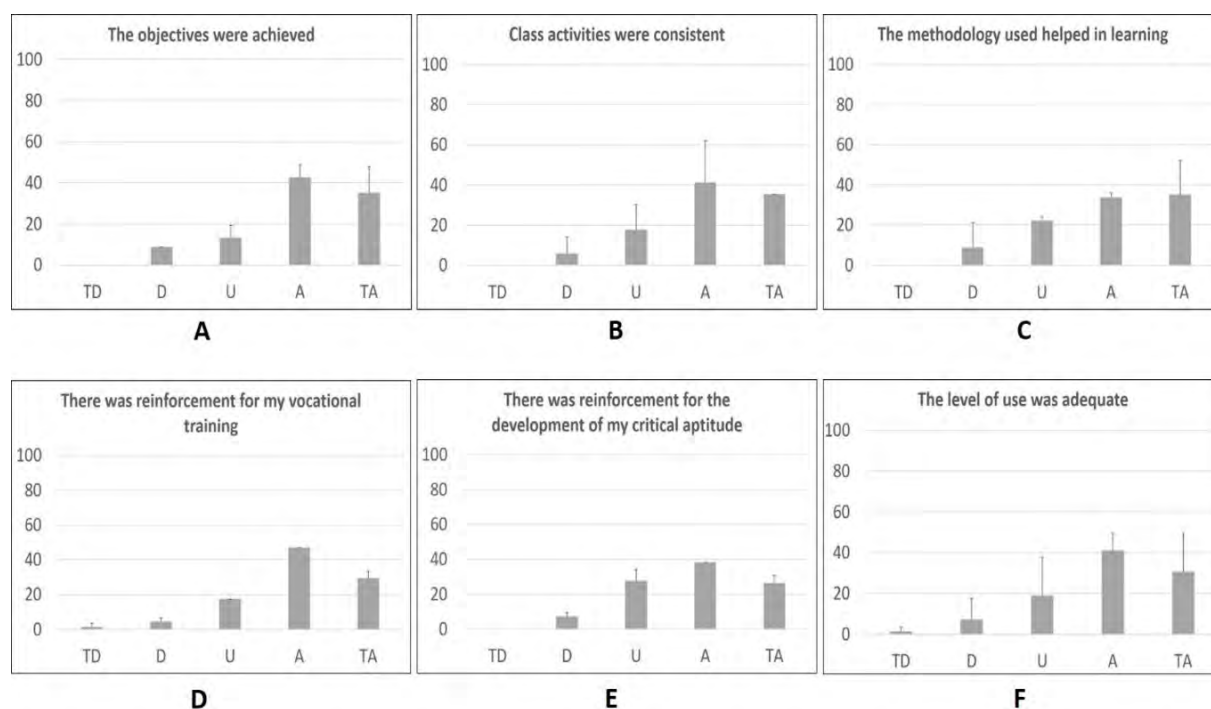 The objectives were achieved
100
80
60
40
20
0
TD D U A TA
A
Class activities were consistent
100
80
60
40
20
0
TD D U A TA
B
The methodology used helped in learning
100
80
60
40
20
0
TD D U A TA
C
There was reinforcement for my vocational
training
100
80
60
40
20
0
TD D U A TA
D
There was reinforcement for the
development of my critical aptitude
100
80
60
40
20
0
TD D U A TA
E
The level of use was adequate
100
80
60
40
20
0
TD D U A TA
F